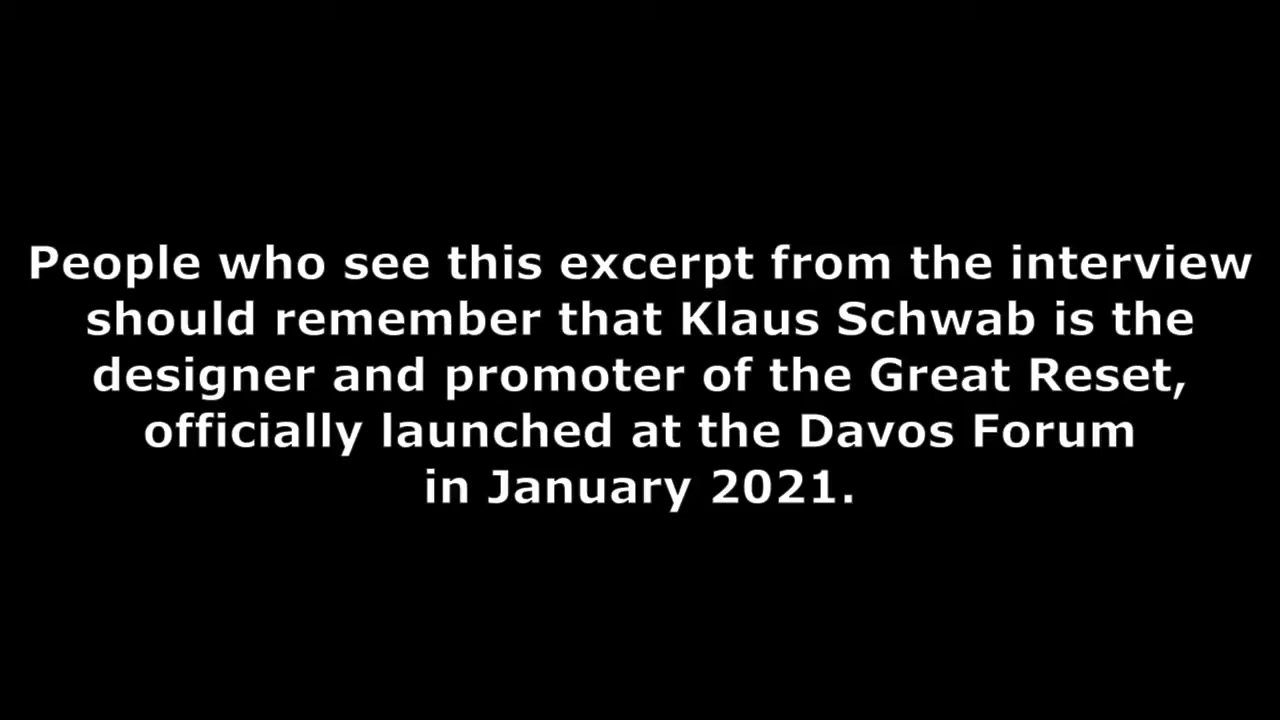 People who see this excerpt from the interview
should remember that Klaus Schwab is the
designer and promoter of the Great Reset,
officially launched at the Davos Forum
in January 2021.